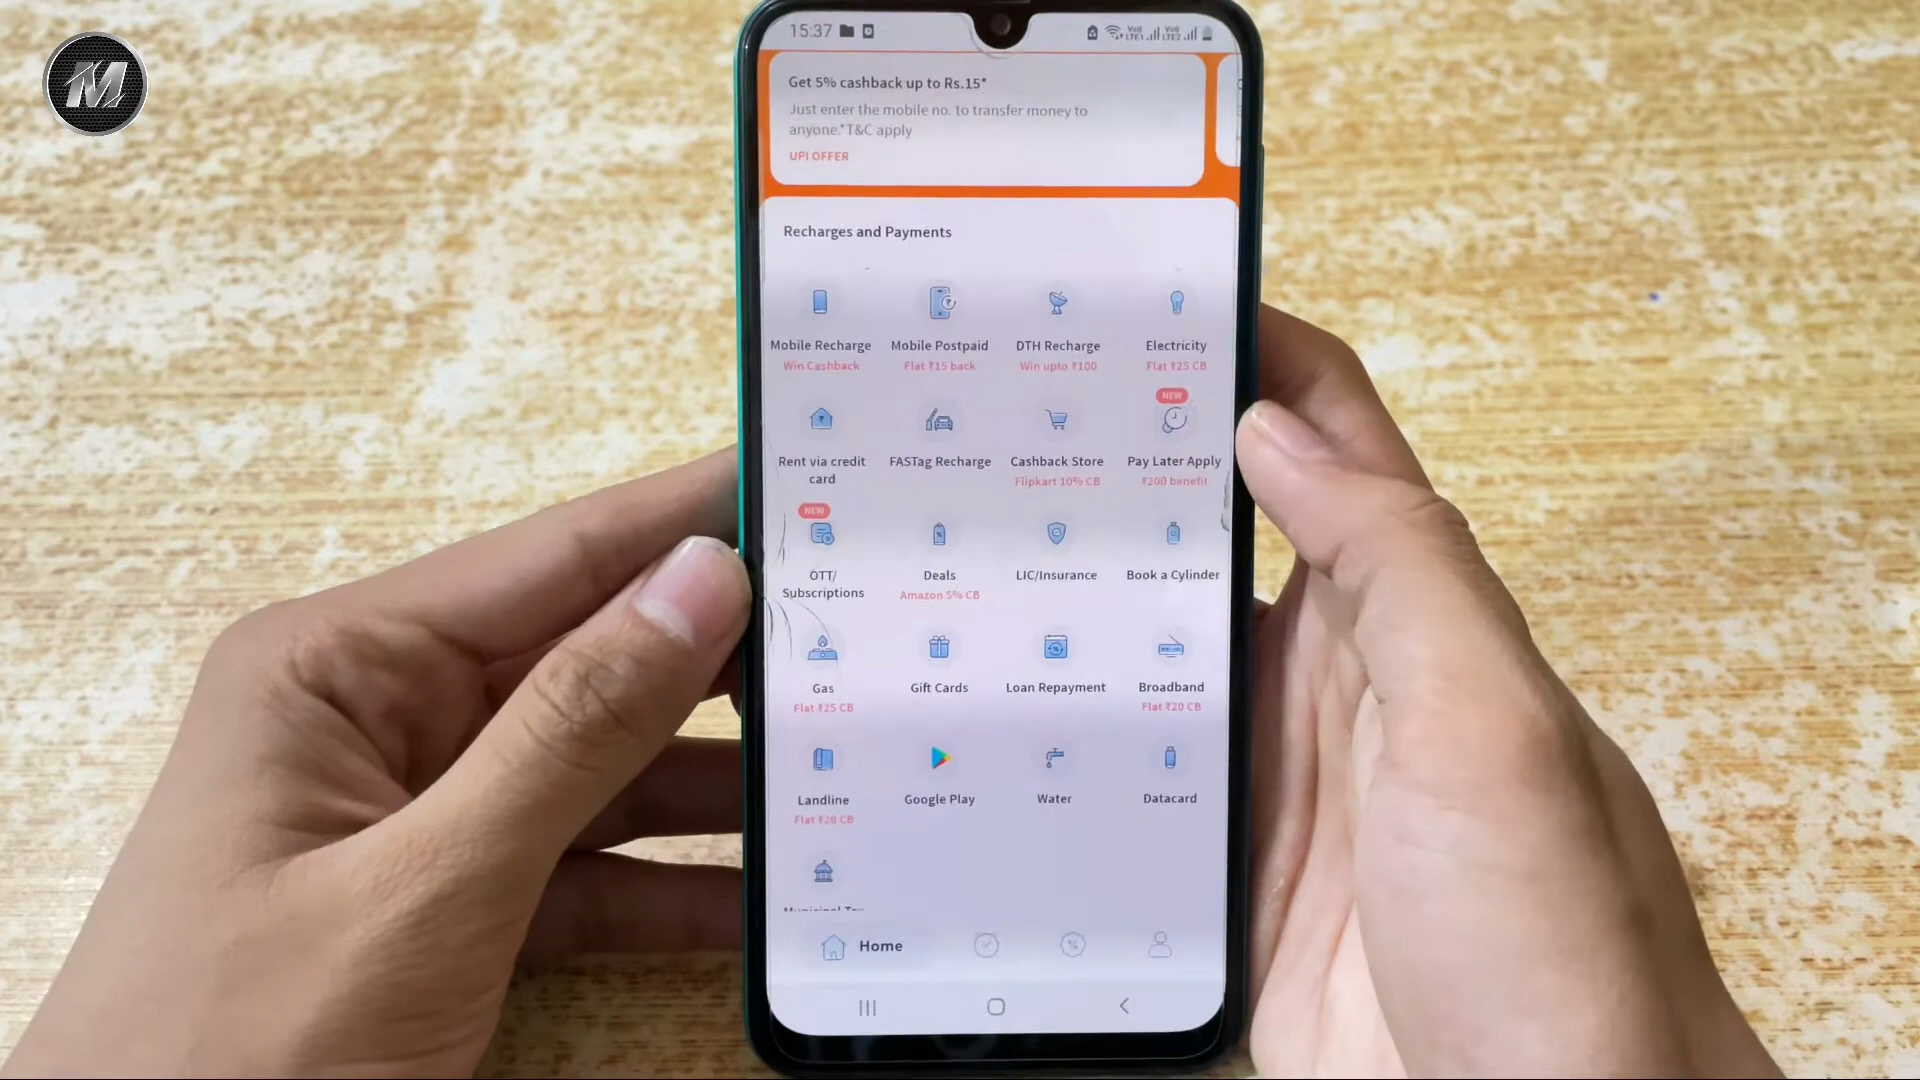 M
15:37
VoD LTE1 VoD LTE2
Get 5% cashback up to Rs.15*
Just enter the mobile no. to transfer money to
anyone.*T&C apply
UPI OFFER
Recharges and Payments
Mobile Recharge Mobile Postpaid DTH Recharge Electricity
Win Cashback Flat ₹15 back Win upto ₹100 Flat ₹25 CB
NEW
Rent via credit FASTag Recharge Cashback Store Pay Later Apply
card Flipkart 10% CB ₹200 benefit
NEW
OTT/ Deals LIC/Insurance Book a Cylinder
Subscriptions Amazon 5% CB
Gas Gift Cards Loan Repayment Broadband
Flat ₹25 CB Flat ₹20 CB
Landline Google Play Water Datacard
Flat ₹20 CB
Home